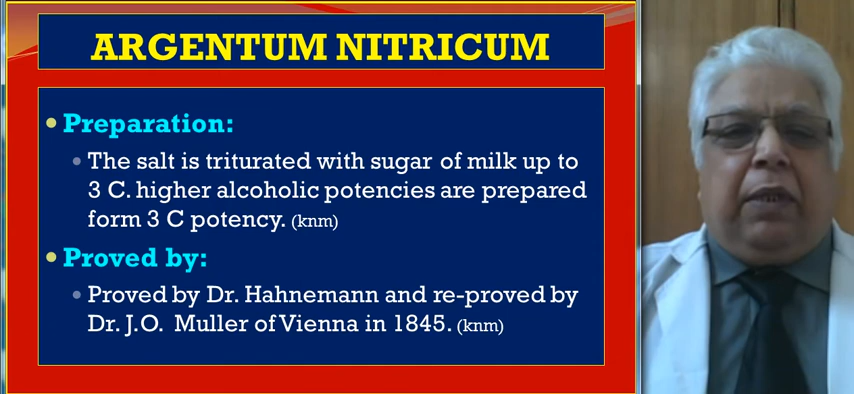 ARGENTUM NITRICUM
• Preparation:
• The salt is triturated with sugar of milk up to
3 C. higher alcoholic potencies are prepared
form 3 C potency. (knm)
• Proved by:
• Proved by Dr. Hahnemann and re-proved by
Dr. J.O. Muller of Vienna in 1845. (knm)